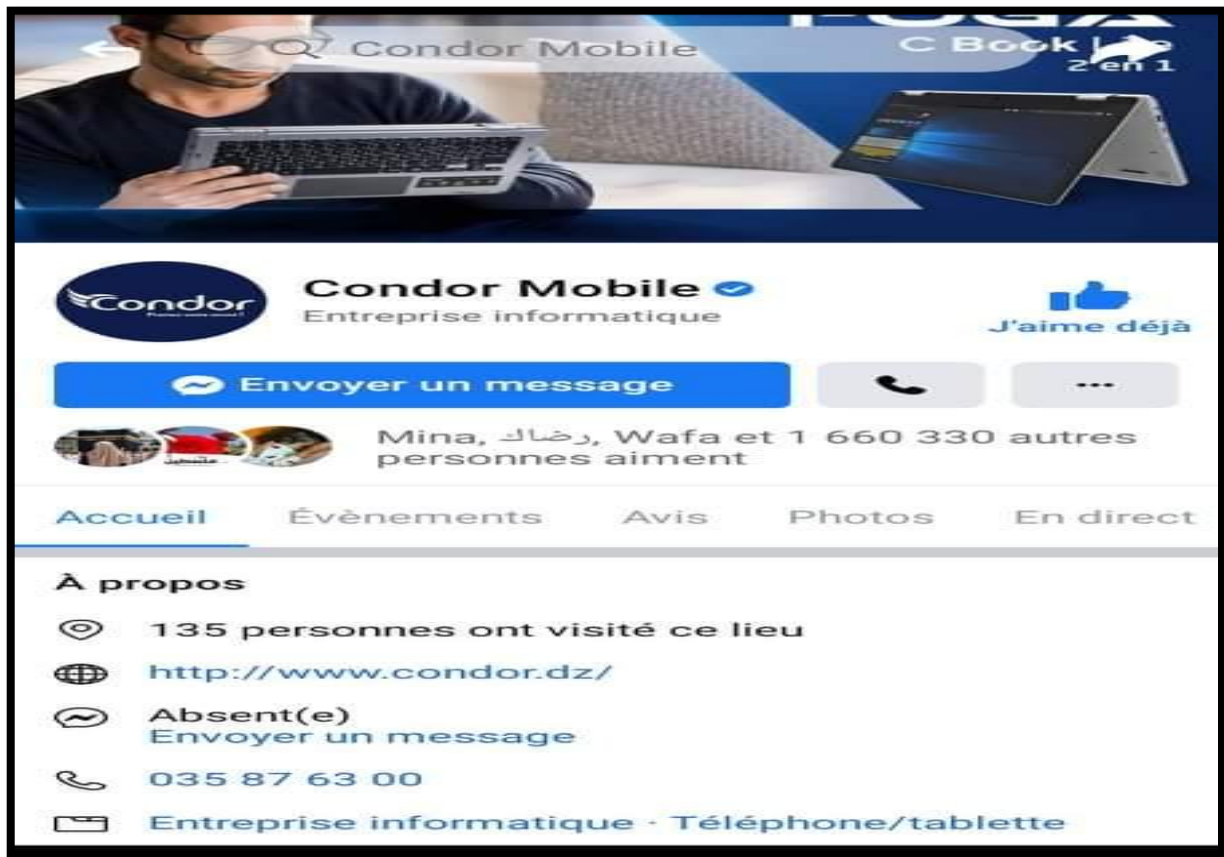 Condor Mobile
C Book
2 en 1
Condor
Condor Mobile
Entreprise informatique
J'aime déjà
Envoyer un message
Mina, رضاك, Wafa et 1 660 330 autres
personnes aiment
Accueil Évènements Avis Photos En direct
À propos
135 personnes ont visité ce lieu
http://www.condor.dz/
Absent(e)
Envoyer un message
035 87 63 00
Entreprise informatique · Téléphone/tablette